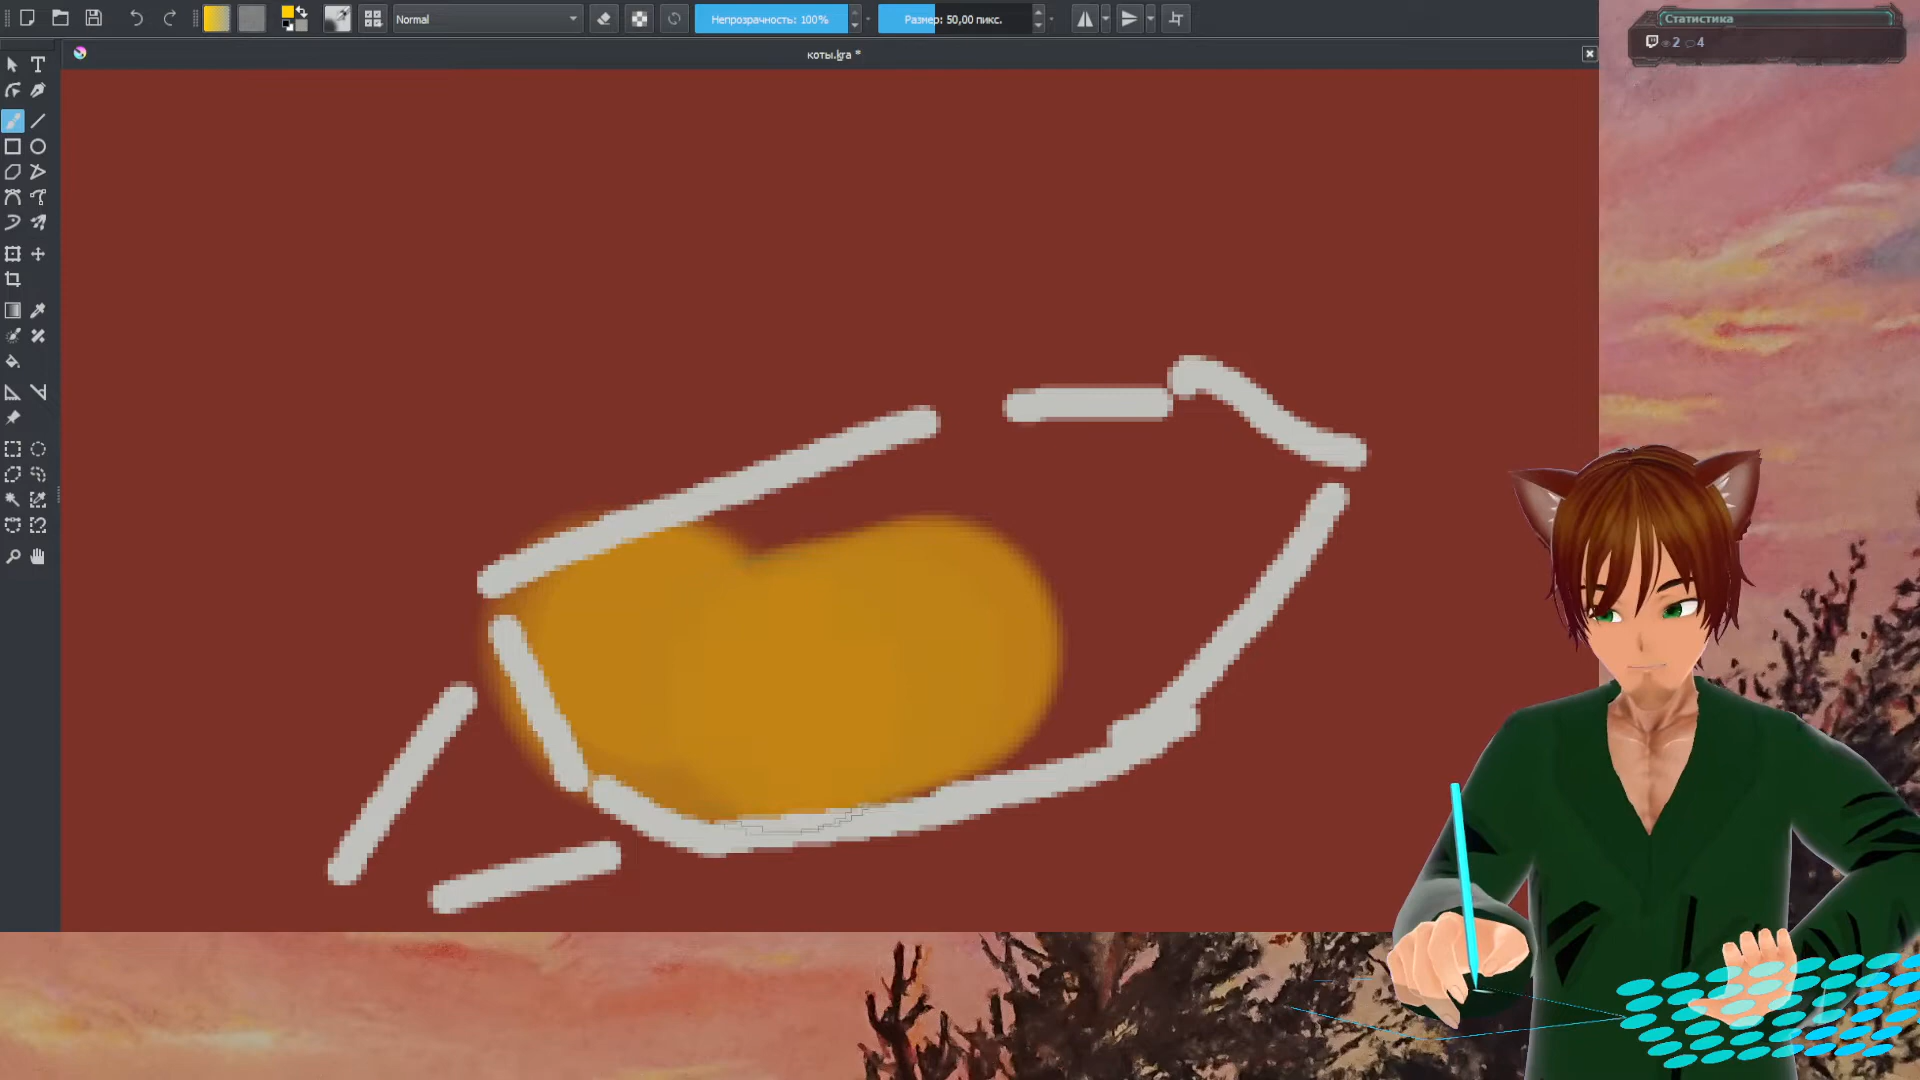 Normal
Непрозрачность: 100%
Размер: 50,00 пикс.
Статистика
2 4
коты.kra *